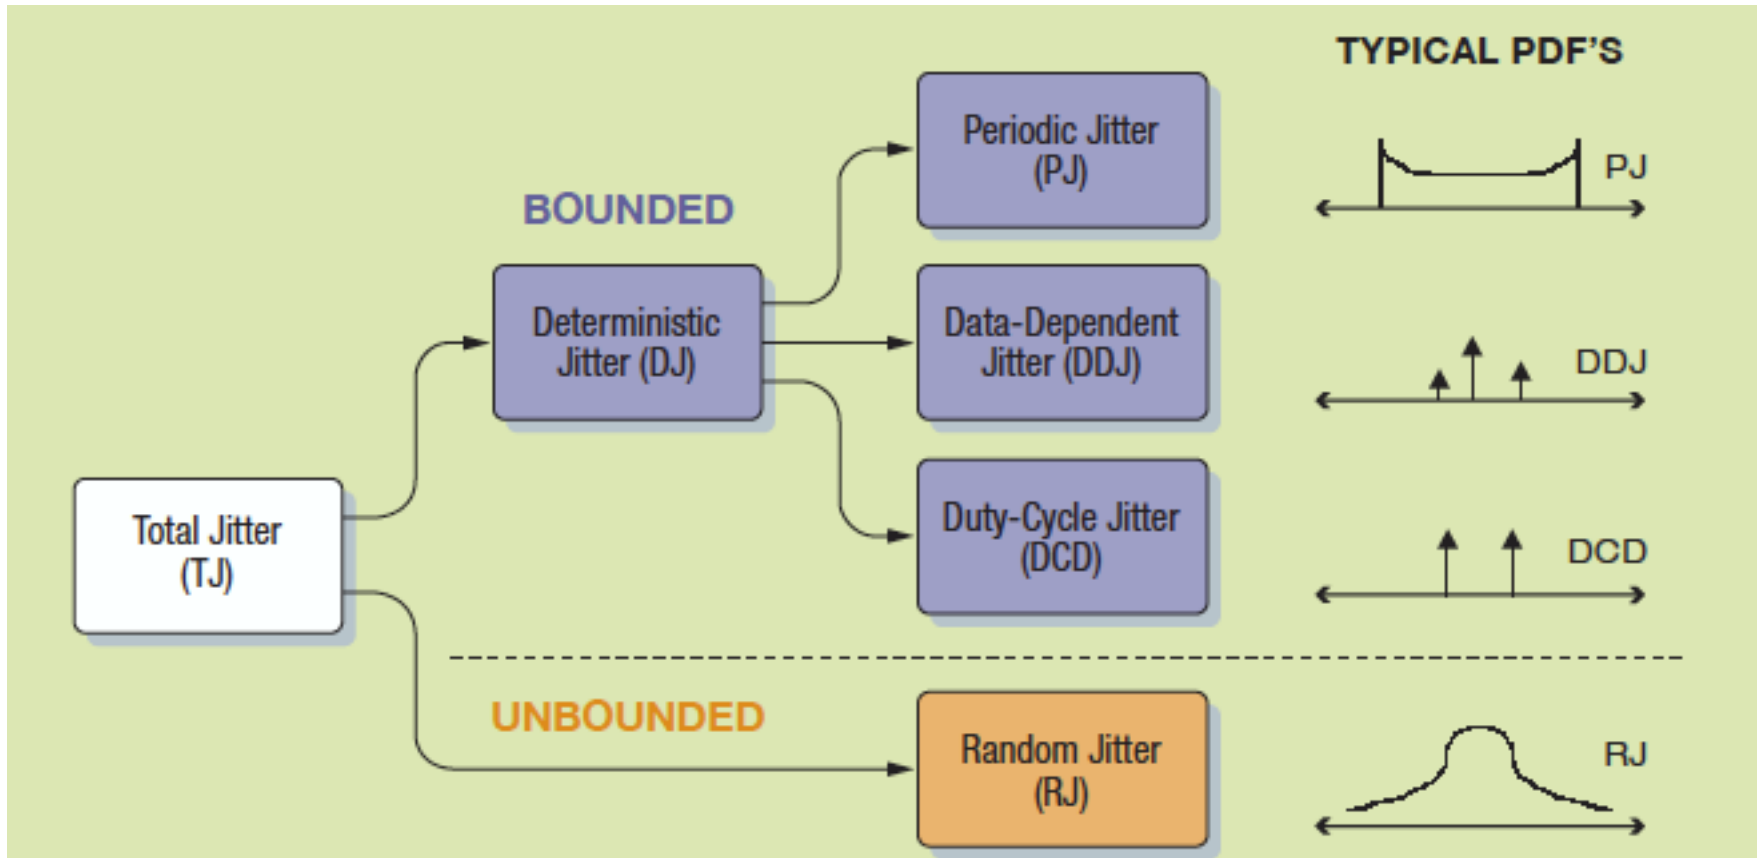 TYPICAL PDF'S
Periodic Jitter
(PJ)
PJ
BOUNDED
Deterministic
Jitter (DJ)
Data-Dependent
Jitter (DDJ)
DDJ
Total Jitter
(TJ)
Duty-Cycle Jitter
(DCD)
DCD
UNBOUNDED
Random Jitter
(RJ)
RJ